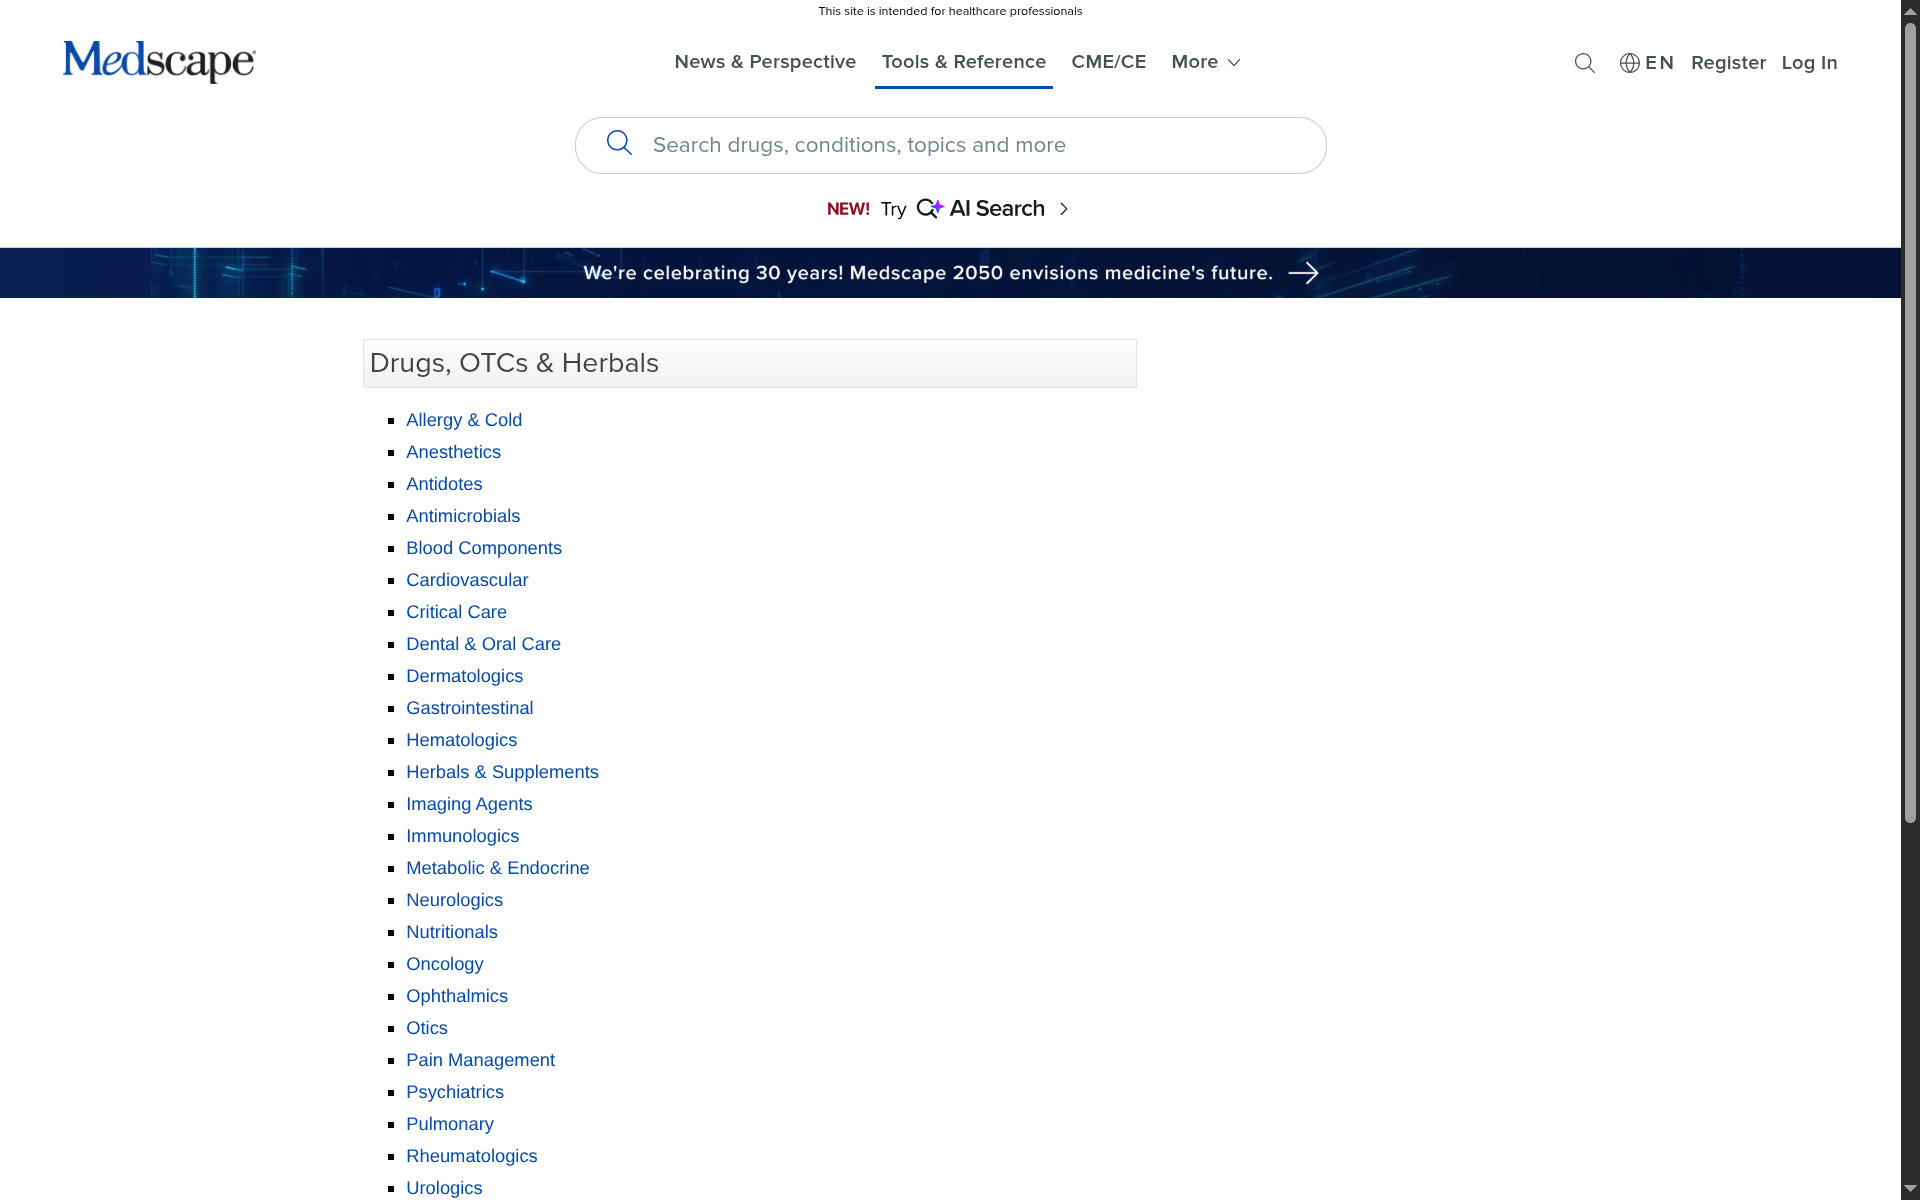 This site is intended for healthcare professionals
Medscape®
News & Perspective
Tools & Reference
CME/CE
More
EN
Register
Log In
Search drugs, conditions, topics and more
NEW! Try AI Search
We're celebrating 30 years! Medscape 2050 envisions medicine's future.
Drugs, OTCs & Herbals
Allergy & Cold
Anesthetics
Antidotes
Antimicrobials
Blood Components
Cardiovascular
Critical Care
Dental & Oral Care
Dermatologics
Gastrointestinal
Hematologics
Herbals & Supplements
Imaging Agents
Immunologics
Metabolic & Endocrine
Neurologics
Nutritionals
Oncology
Ophthalmics
Otics
Pain Management
Psychiatrics
Pulmonary
Rheumatologics
Urologics